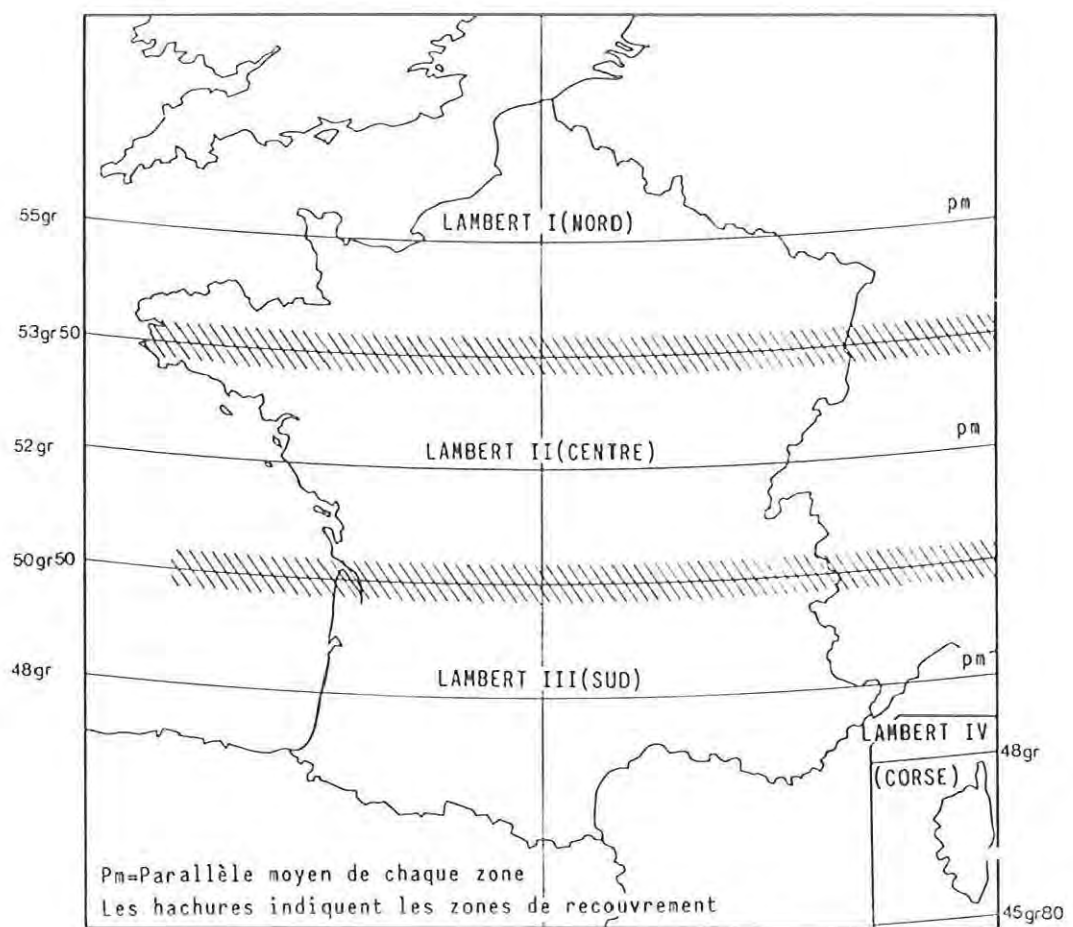 55gr
LAMBERT I(NORD)
pm
53gr50
52gr
LAMBERT II(CENTRE)
pm
50gr50
48gr
LAMBERT III(SUD)
pm
LAMBERT IV
48gr
(CORSE)
Pm=Parallèle moyen de chaque zone
Les hachures indiquent les zones de recouvrement
45gr80